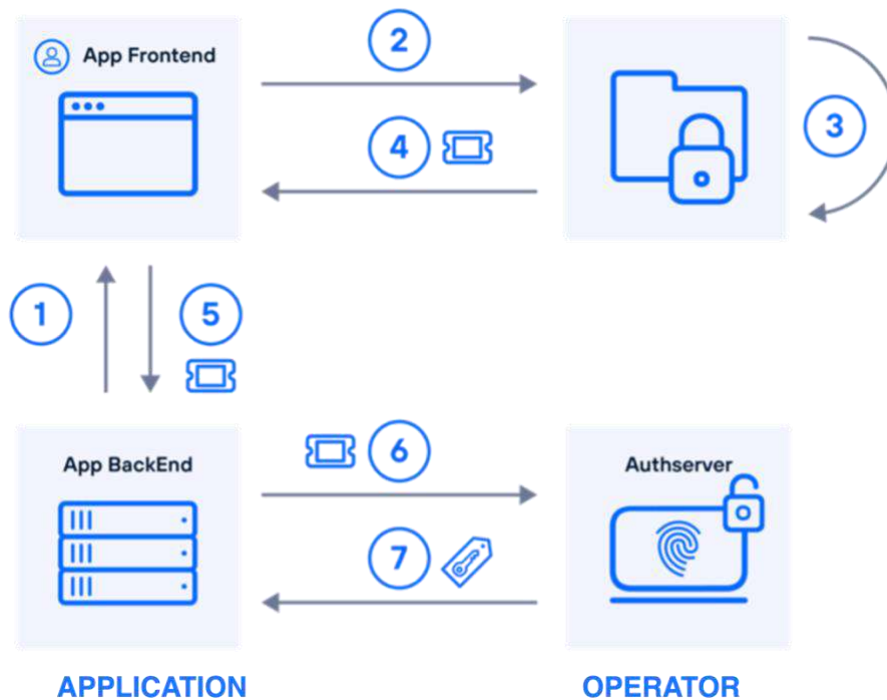 2
App Frontend
4
3
1
5
6
App BackEnd
Authserver
7
APPLICATION
OPERATOR